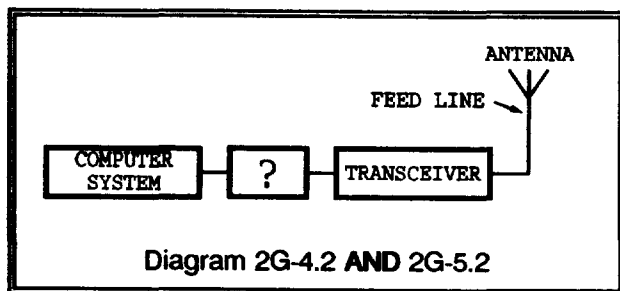 ANTENNA
FEED LINE
COMPUTER
SYSTEM
?
TRANSCEIVER
Diagram 2G-4.2 AND 2G-5.2